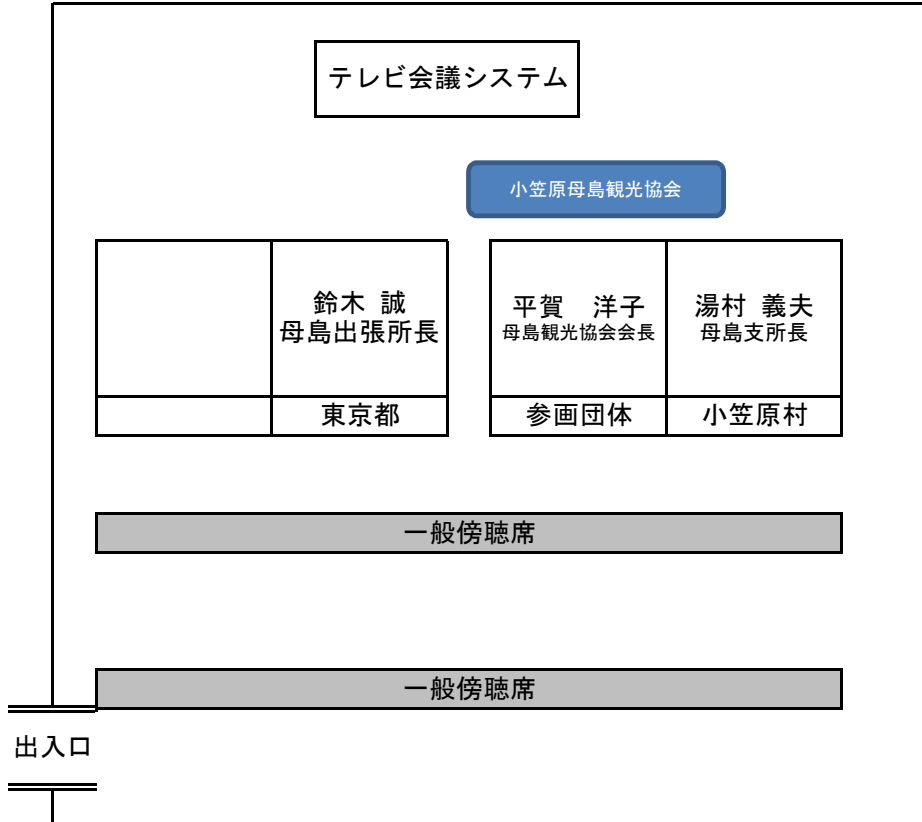 テレビ会議システム
小笠原母島観光協会
鈴木 誠
母島出張所長
平賀　洋子
母島観光協会会長
湯村 義夫
母島支所長
東京都
参画団体
小笠原村
一般傍聴席
一般傍聴席
出入口